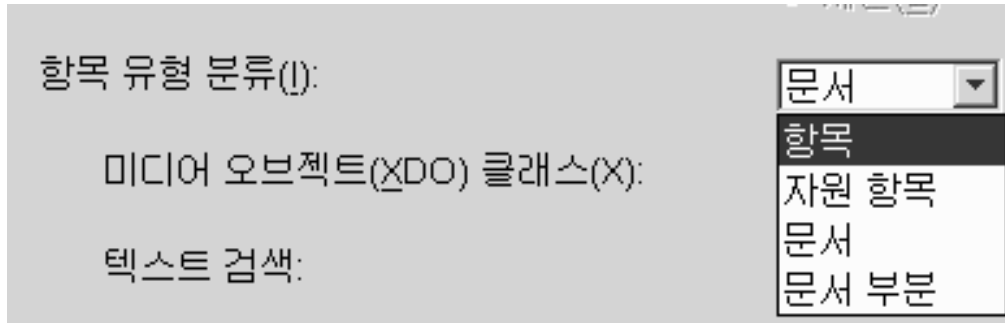 항목 유형 분류(I):
문서
항목
미디어 오브젝트(XDO) 클래스(X):
자원 항목
문서
텍스트 검색:
문서 부분